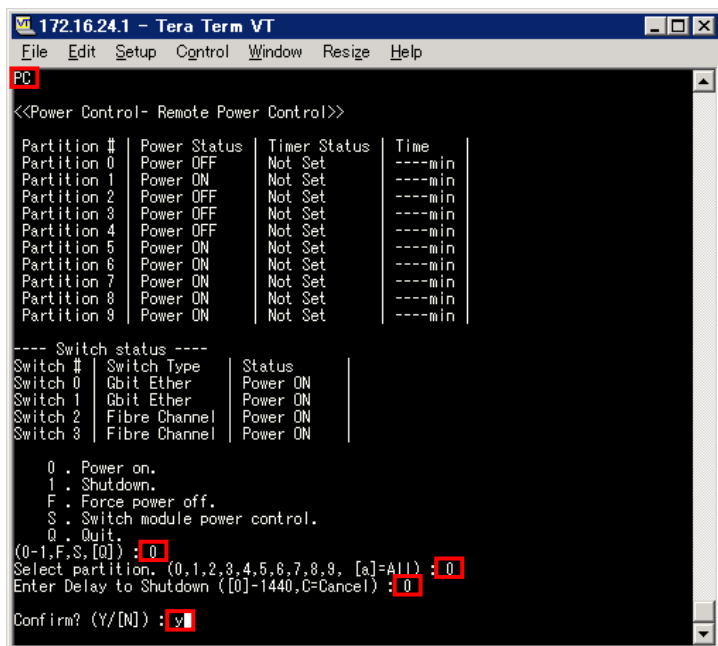 172.16.24.1 - Tera Term VT
File Edit Setup Control Window Resize Help
PC
<<Power Control- Remote Power Control>>
Partition # | Power Status | Timer Status | Time |
Partition 0 | Power OFF | Not Set | ----min |
Partition 1 | Power ON | Not Set | ----min |
Partition 2 | Power OFF | Not Set | ----min |
Partition 3 | Power OFF | Not Set | ----min |
Partition 4 | Power OFF | Not Set | ----min |
Partition 5 | Power ON | Not Set | ----min |
Partition 6 | Power ON | Not Set | ----min |
Partition 7 | Power ON | Not Set | ----min |
Partition 8 | Power ON | Not Set | ----min |
Partition 9 | Power ON | Not Set | ----min |
---- Switch status ----
Switch # | Switch Type | Status |
Switch 0 | Gbit Ether | Power ON |
Switch 1 | Gbit Ether | Power ON |
Switch 2 | Fibre Channel | Power ON |
Switch 3 | Fibre Channel | Power ON |
0 . Power on.
1 . Shutdown.
F . Force power off.
S . Switch module power control.
Q . Quit.
(0-1,F,S,[Q]) : 0
Select partition. (0,1,2,3,4,5,6,7,8,9, [a]=All) : 0
Enter Delay to Shutdown ([0]-1440,C=Cancel) : 0
Confirm? (Y/[N]) : y